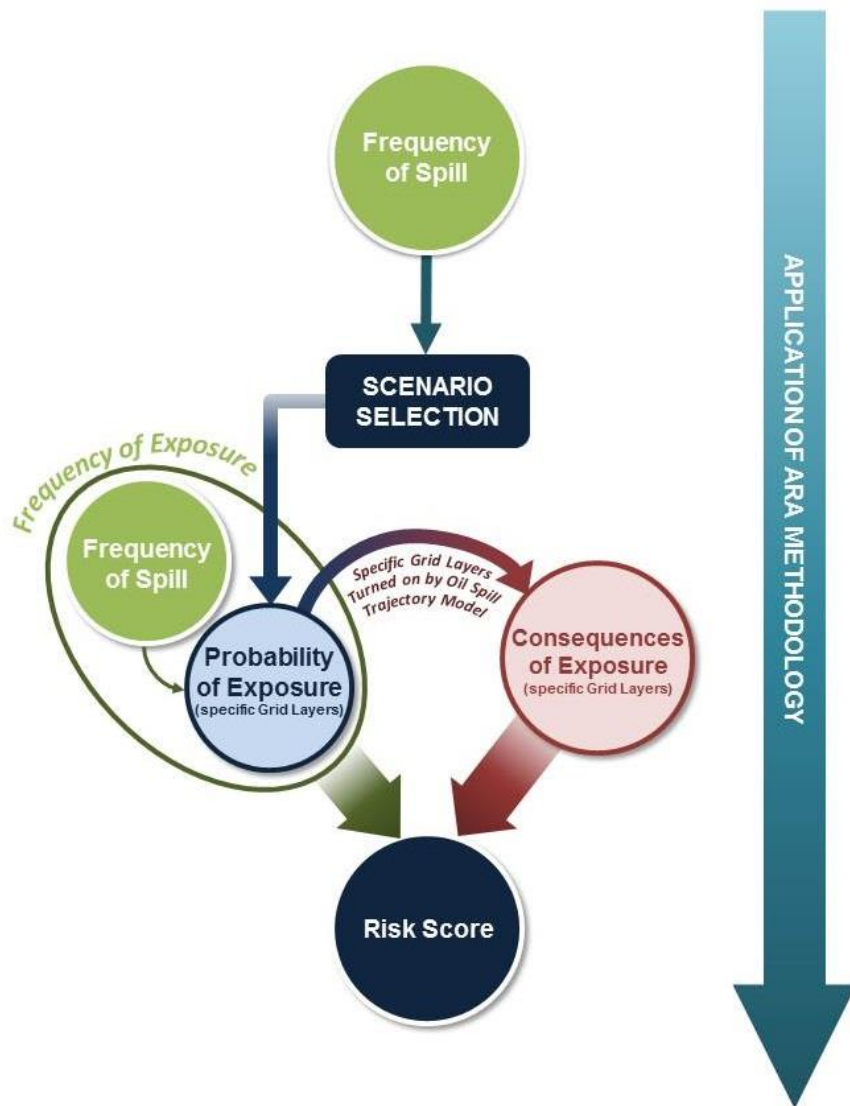 Frequency
of Spill
SCENARIO
SELECTION
Frequency of Exposure
Frequency
of Spill
Specific Grid Layers
Turned on by Oil Spill
Trajectory Model
Probability
of Exposure
(specific Grid Layers)
Consequences
of Exposure
(specific Grid Layers)
Risk Score
APPLICATION OF ARA METHODOLOGY